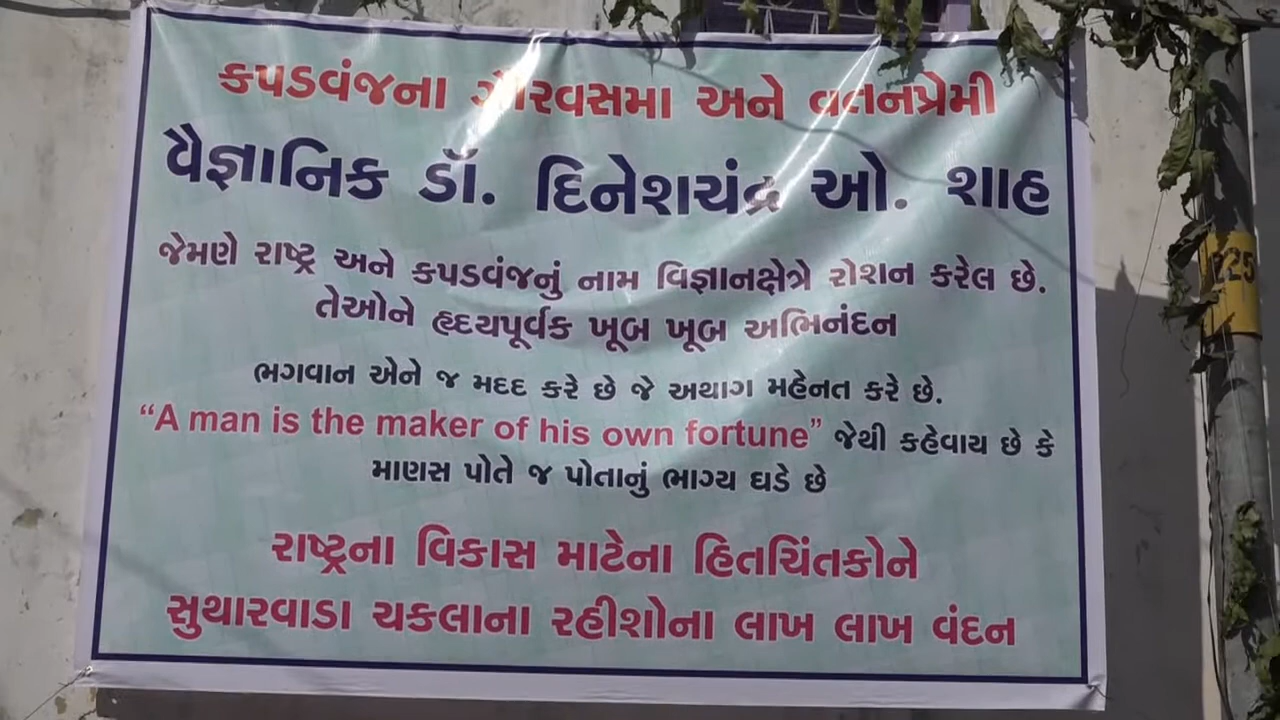 કપડવંજના ગૌરવસમા અને વતનપ્રેમી
વૈજ્ઞાનિક ડૉ. દિનેશચંદ્ર ઓ. શાહ
જેમણે રાષ્ટ્ર અને કપડવંજનું નામ વિજ્ઞાનક્ષેત્રે રોશન કરેલ છે.
તેઓને હૃદયપૂર્વક ખૂબ ખૂબ અભિનંદન
ભગવાન એને જ મદદ કરે છે જે અથાગ મહેનત કરે છે.
“A man is the maker of his own fortune” જેથી કહેવાય છે કે
માણસ પોતે જ પોતાનું ભાગ્ય ઘડે છે
રાષ્ટ્રના વિકાસ માટેના હિતચિંતકોને
સુથારવાડા ચકલાના રહીશોના લાખ લાખ વંદન
225